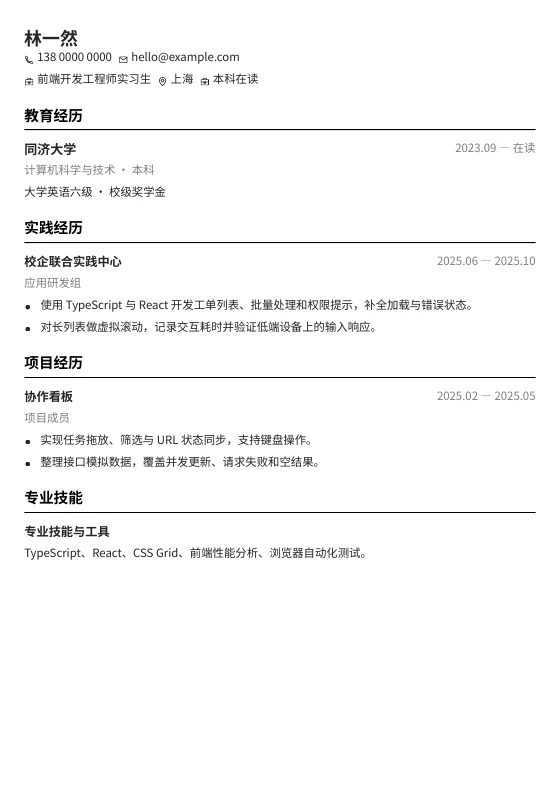 林一然
138 0000 0000 hello@example.com
前端开发工程师实习生 上海 本科在读
教育经历
同济大学 2023.09 — 在读
计算机科学与技术 • 本科
大学英语六级 • 校级奖学金
实践经历
校企联合实践中心 2025.06 — 2025.10
应用研发组
• 使用 TypeScript 与 React 开发工单列表、批量处理和权限提示，补全加载与错误状态。
• 对长列表做虚拟滚动，记录交互耗时并验证低端设备上的输入响应。
项目经历
协作看板 2025.02 — 2025.05
项目成员
• 实现任务拖放、筛选与 URL 状态同步，支持键盘操作。
• 整理接口模拟数据，覆盖并发更新、请求失败和空结果。
专业技能
专业技能与工具
TypeScript、React、CSS Grid、前端性能分析、浏览器自动化测试。